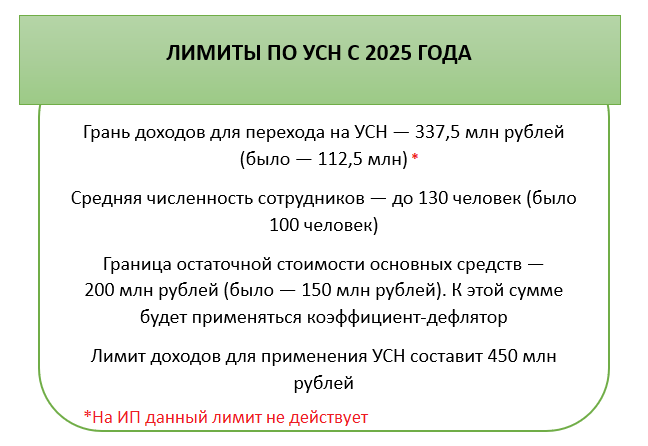 ЛИМИТЫ ПО УСН С 2025 ГОДА
Грань доходов для перехода на УСН — 337,5 млн рублей
(было — 112,5 млн) *
Средняя численность сотрудников — до 130 человек (было
100 человек)
Граница остаточной стоимости основных средств —
200 млн рублей (было — 150 млн рублей). К этой сумме
будет применяться коэффициент-дефлятор
Лимит доходов для применения УСН составит 450 млн
рублей
*На ИП данный лимит не действует